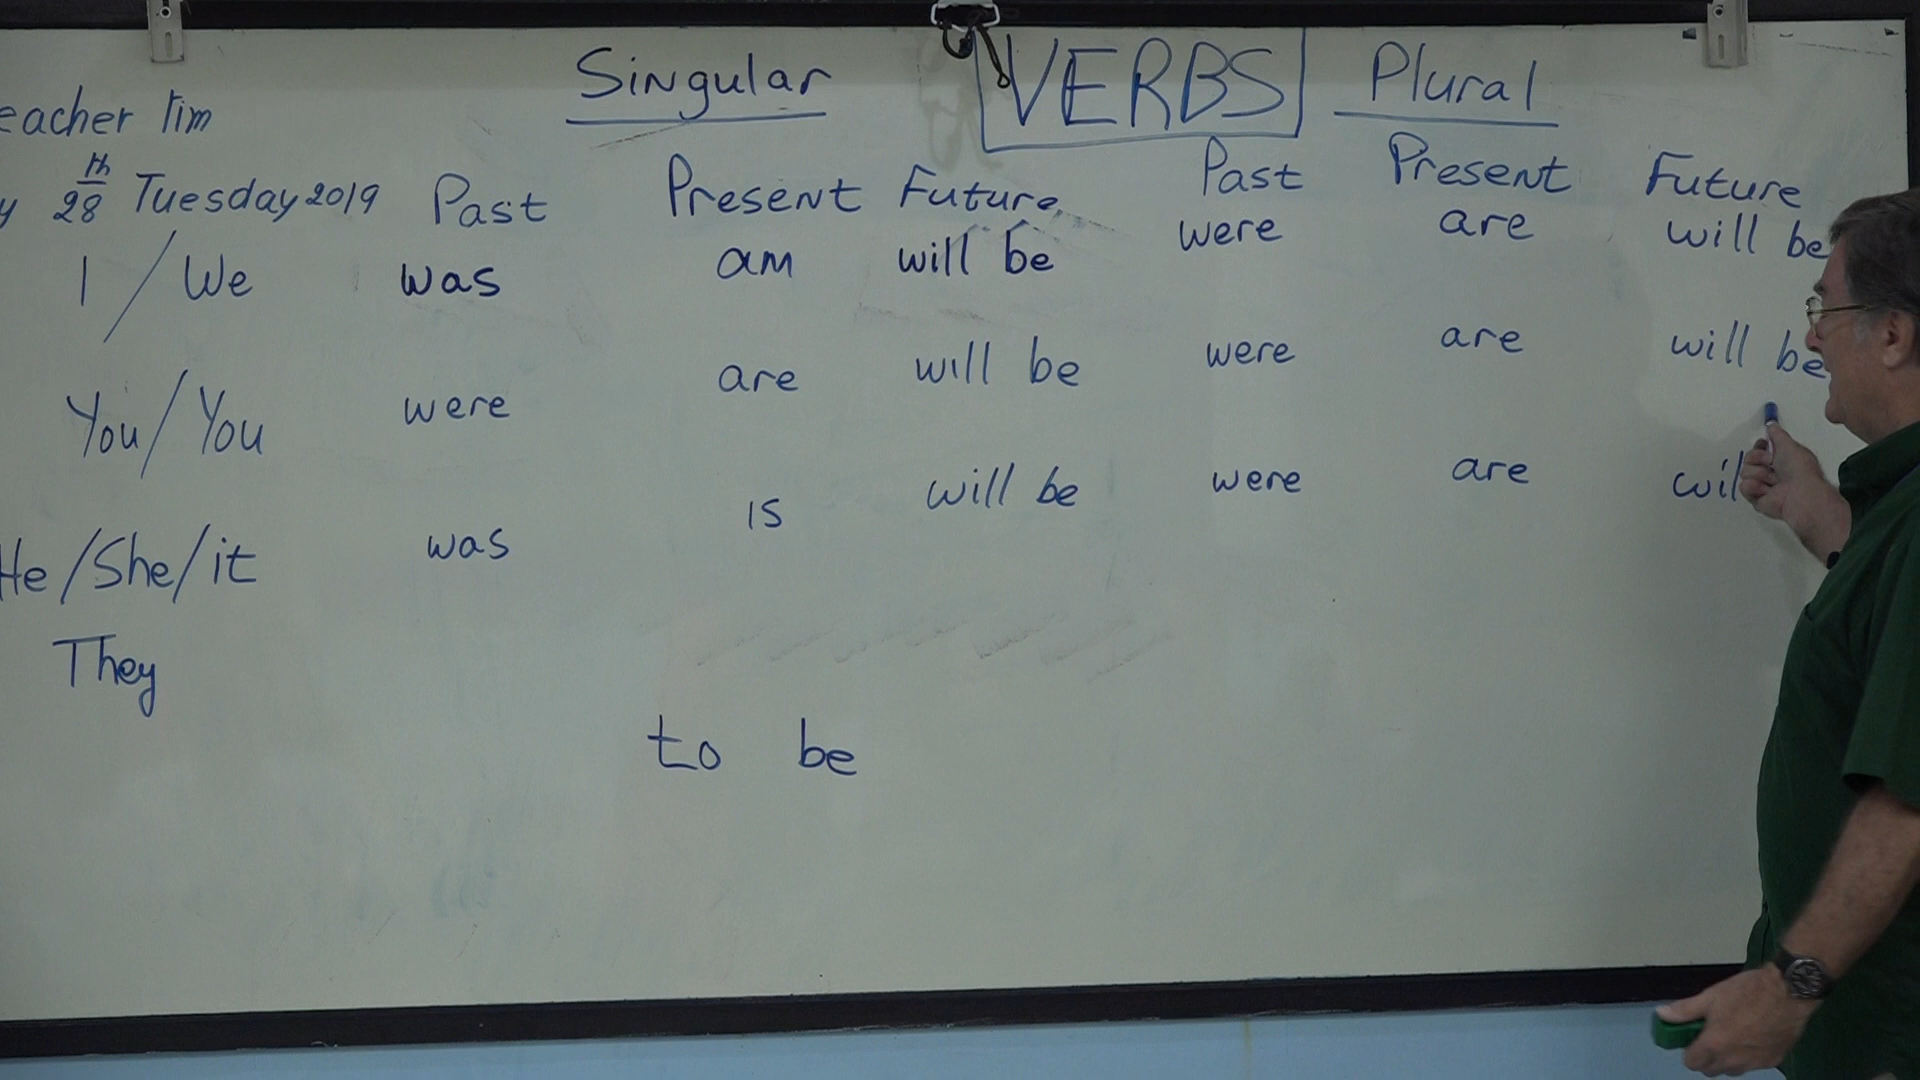 Singular VERBS Plural
eacher Tim
y 28th Tuesday 2019 Past Present Future Past Present Future
I / We was am will be were are will be
You / You were are will be were are will be
He / She / it was is will be were are wil
They
to be